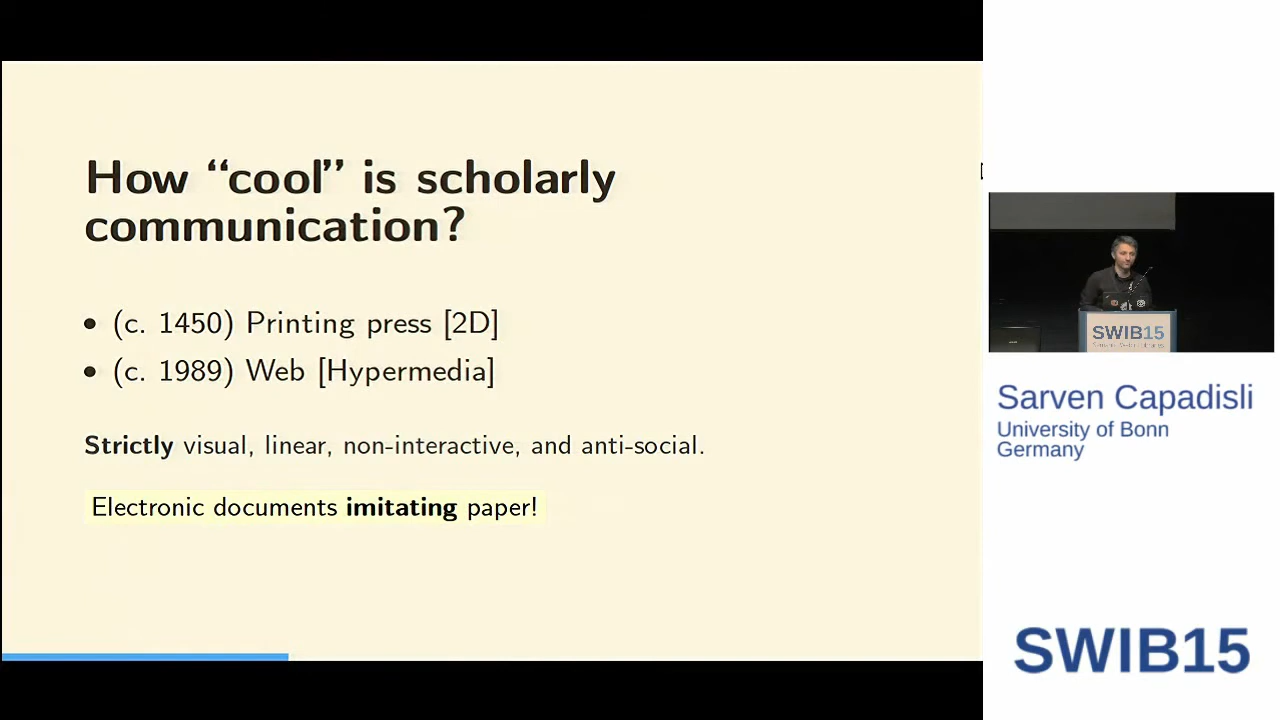 How “cool” is scholarly
communication?
• (c. 1450) Printing press [2D]
• (c. 1989) Web [Hypermedia]
Strictly visual, linear, non-interactive, and anti-social.
Electronic documents imitating paper!
SWIB15
Sarven Capadisli
University of Bonn
Germany
SWIB15